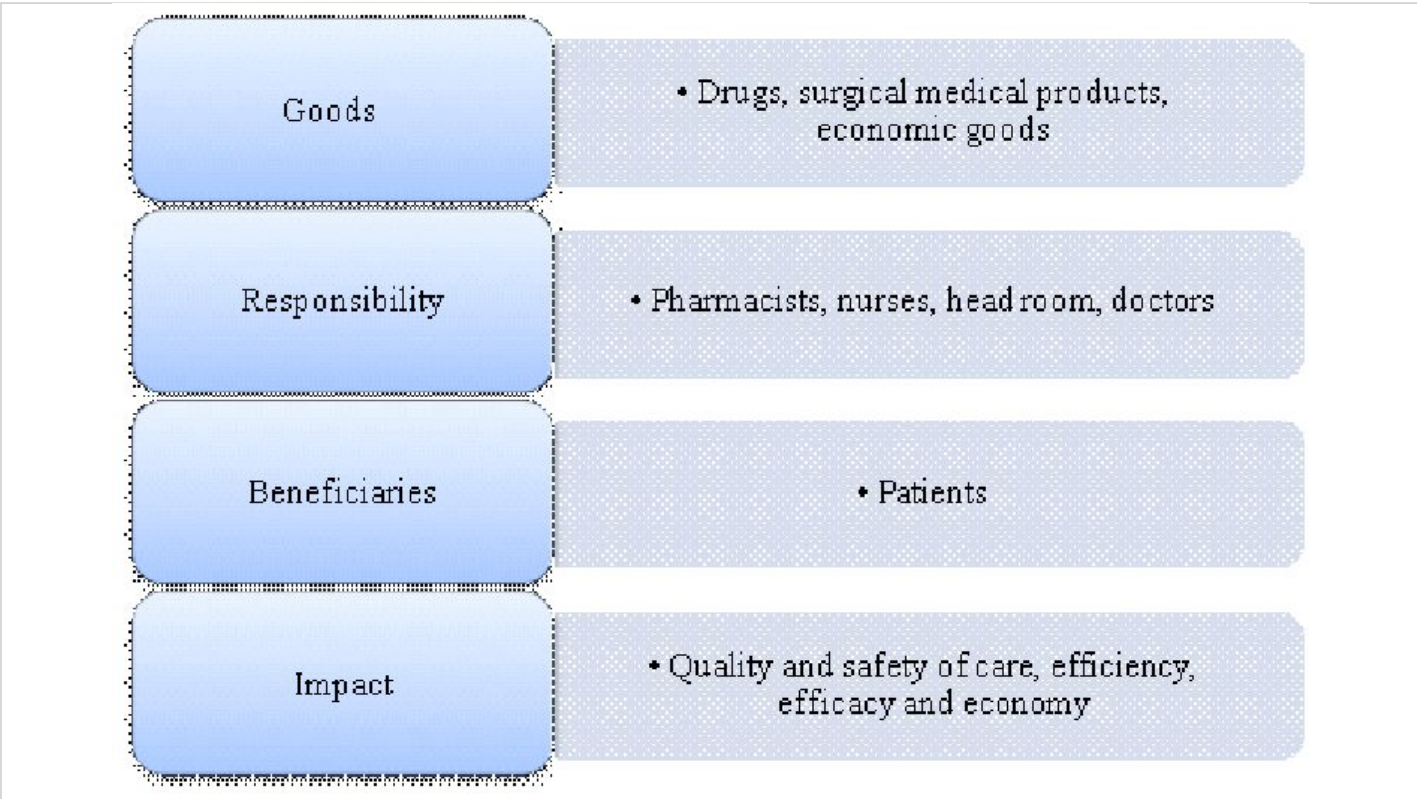 Goods
• Drugs, surgical medical products,
economic goods
Responsibility
• Pharmacists, nurses, head room, doctors
Beneficiaries
• Patients
Impact
• Quality and safety of care, efficiency,
efficacy and economy